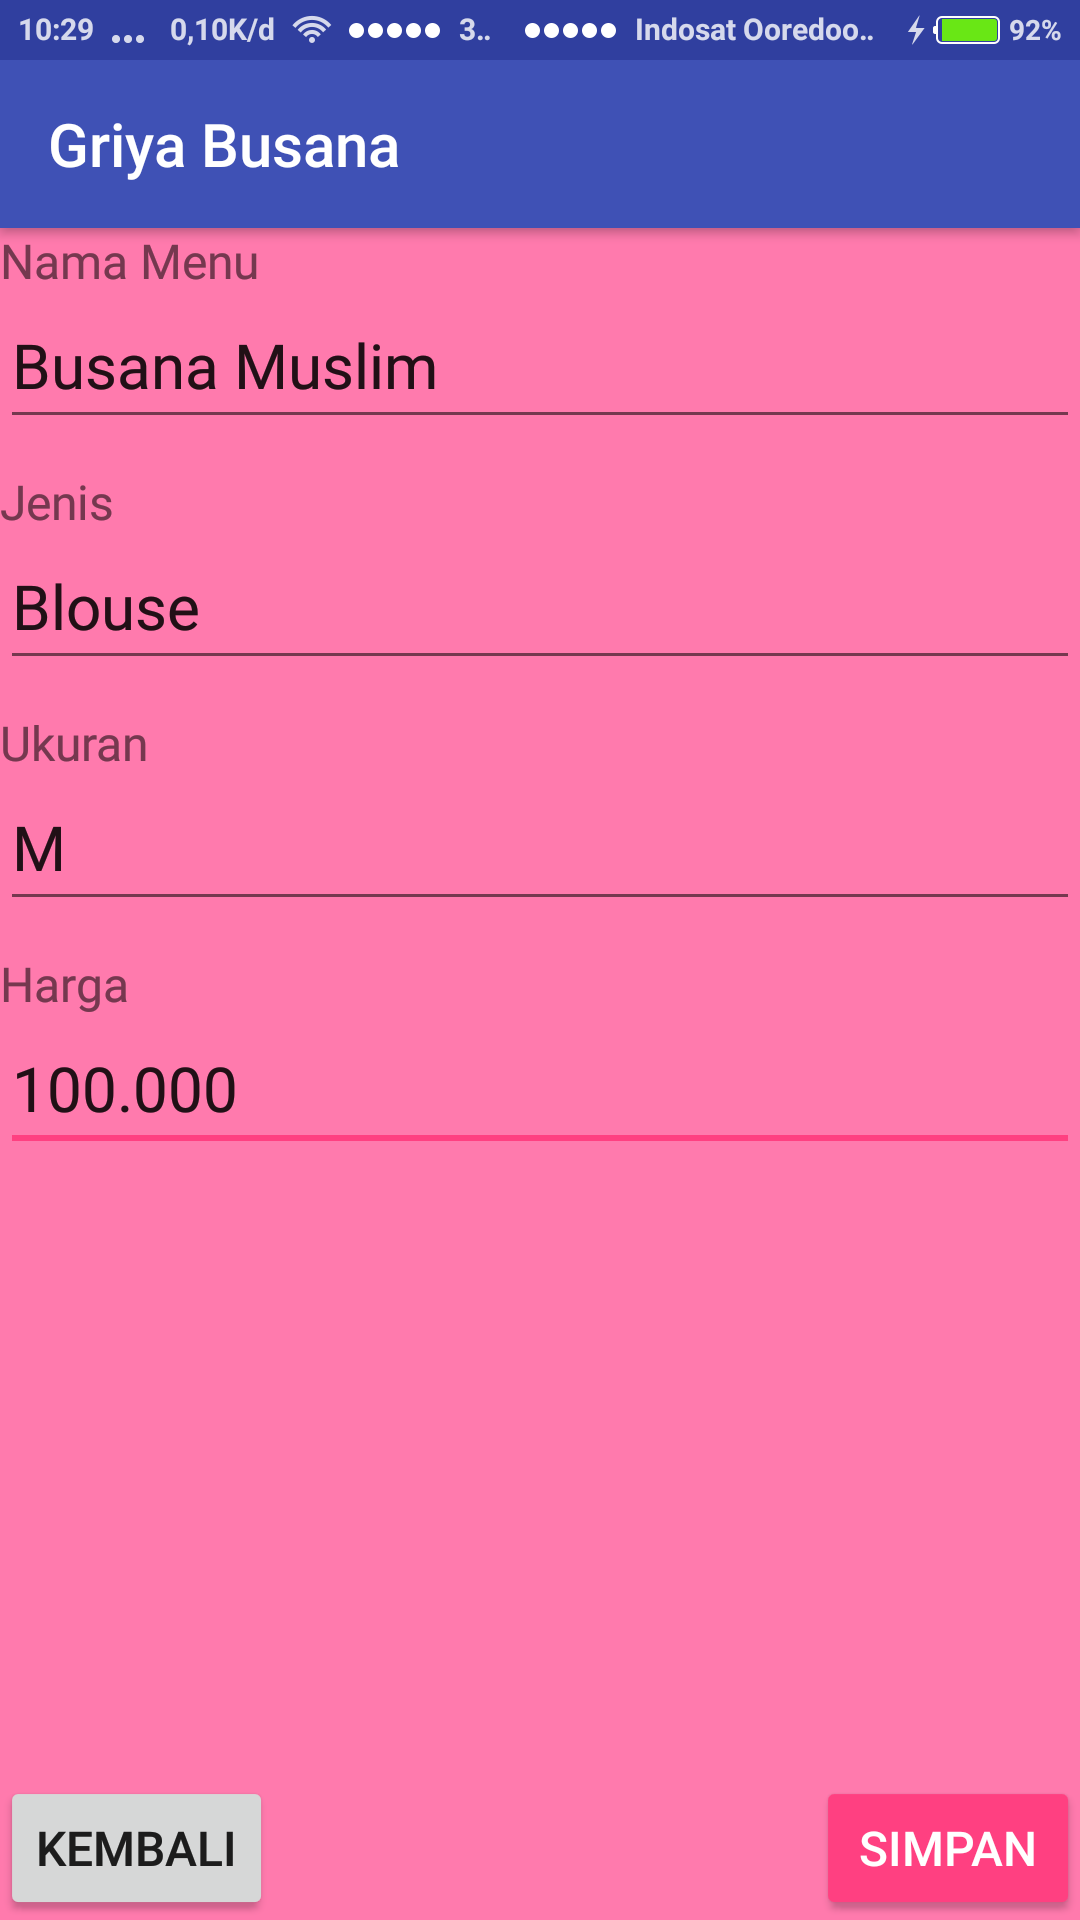 10:29 ... 0,10K/d 3.. Indosat Ooredoo.. 92%
Griya Busana
Nama Menu
Busana Muslim
Jenis
Blouse
Ukuran
M
Harga
100.000
KEMBALI SIMPAN